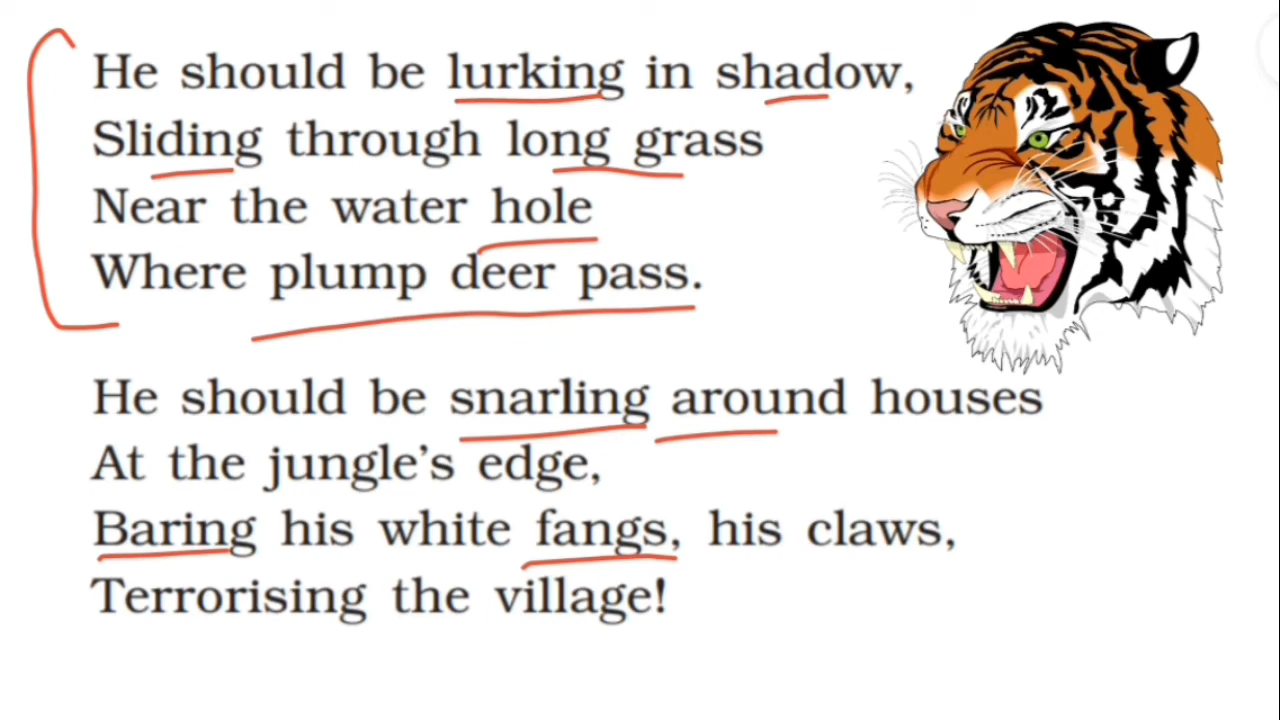 He should be lurking in shadow,
Sliding through long grass
Near the water hole
Where plump deer pass.
He should be snarling around houses
At the jungle’s edge,
Baring his white fangs, his claws,
Terrorising the village!